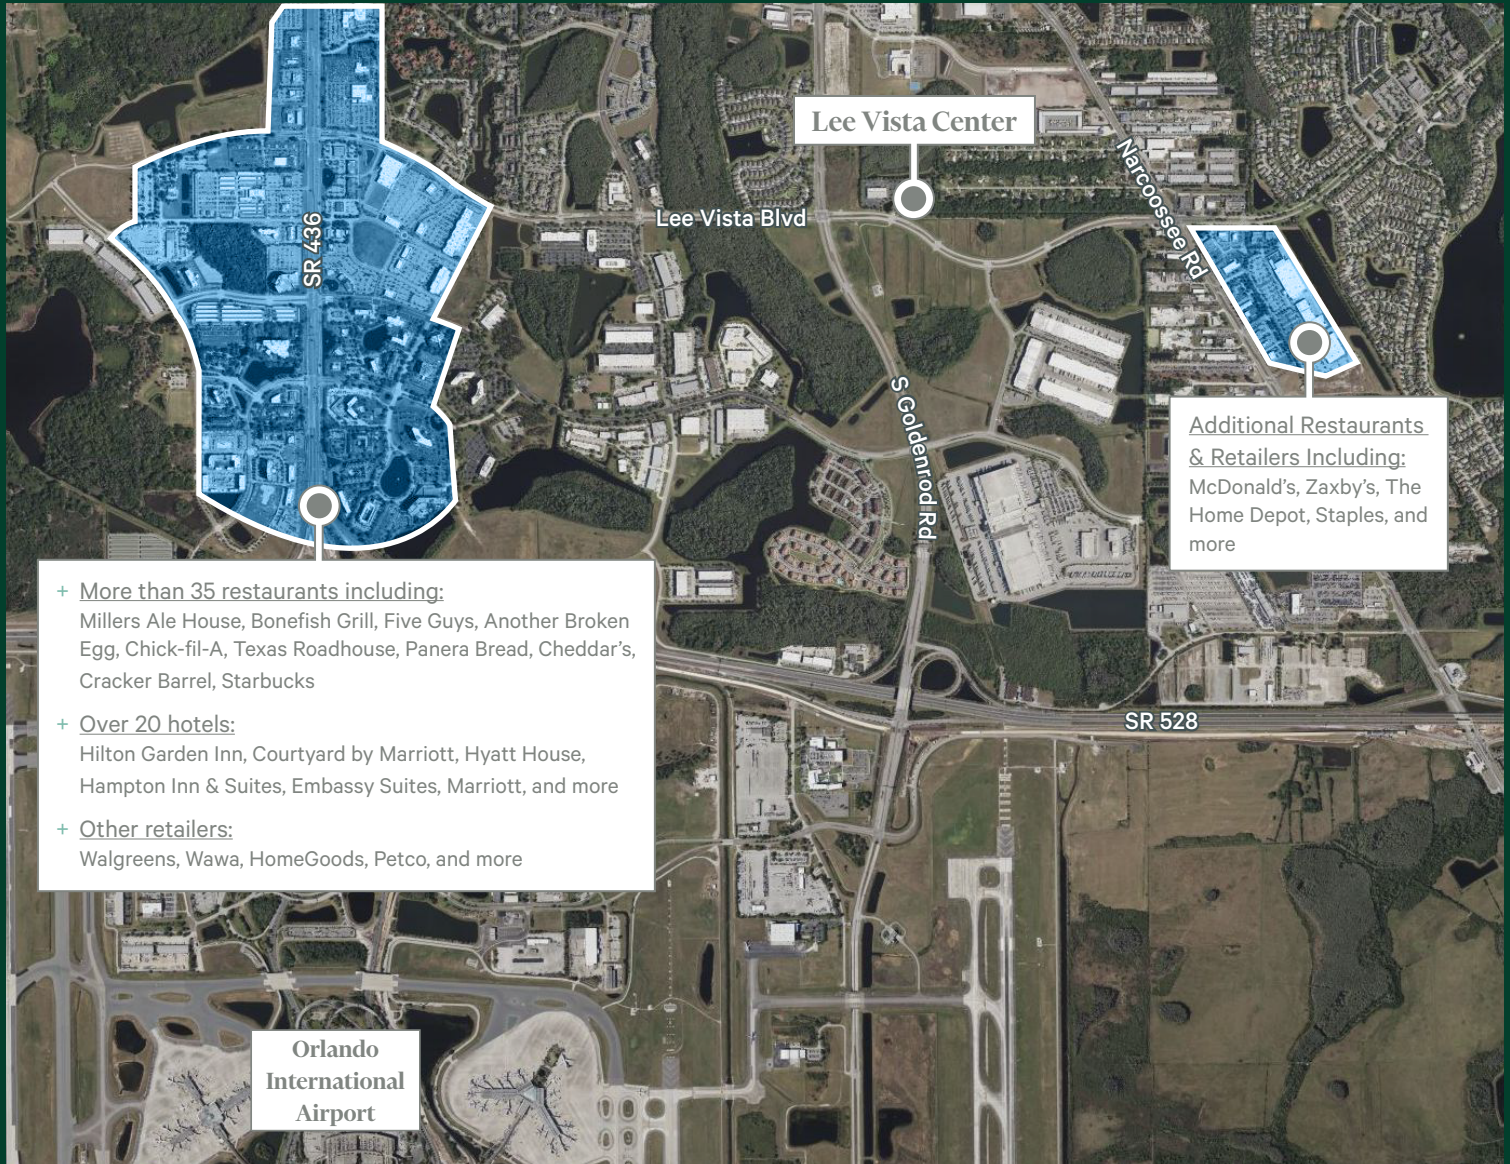 Lee Vista Center
Narcoossee Rd
Lee Vista Blvd
SR 436
S Goldenrod Rd
Additional Restaurants
& Retailers Including:
McDonald's, Zaxby's, The
Home Depot, Staples, and
more
+ More than 35 restaurants including:
Millers Ale House, Bonefish Grill, Five Guys, Another Broken
Egg, Chick-fil-A, Texas Roadhouse, Panera Bread, Cheddar's,
Cracker Barrel, Starbucks
+ Over 20 hotels:
Hilton Garden Inn, Courtyard by Marriott, Hyatt House,
Hampton Inn & Suites, Embassy Suites, Marriott, and more
+ Other retailers:
Walgreens, Wawa, HomeGoods, Petco, and more
SR 528
Orlando
International
Airport